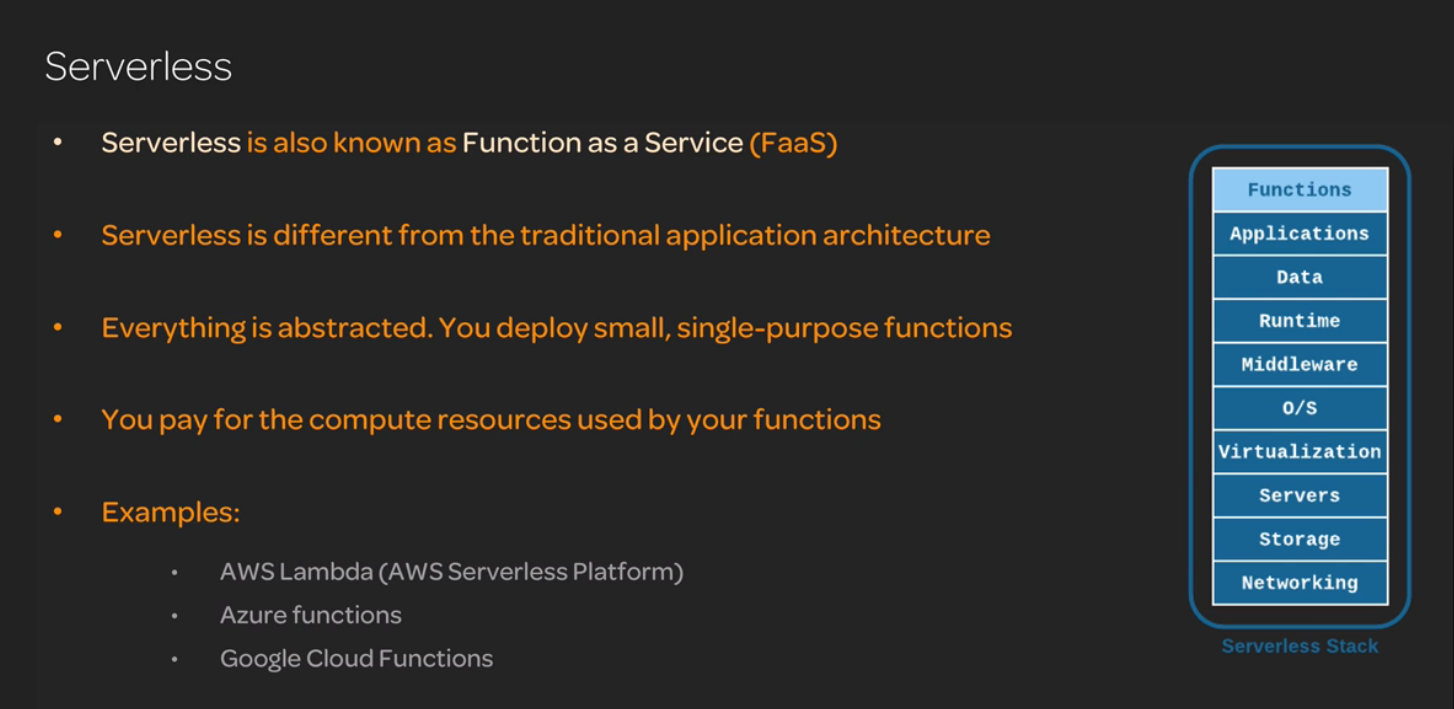 Serverless
• Serverless is also known as Function as a Service (FaaS)
• Serverless is different from the traditional application architecture
• Everything is abstracted. You deploy small, single-purpose functions
• You pay for the compute resources used by your functions
• Examples:
• AWS Lambda (AWS Serverless Platform)
• Azure functions
• Google Cloud Functions
Functions
Applications
Data
Runtime
Middleware
O/S
Virtualization
Servers
Storage
Networking
Serverless Stack